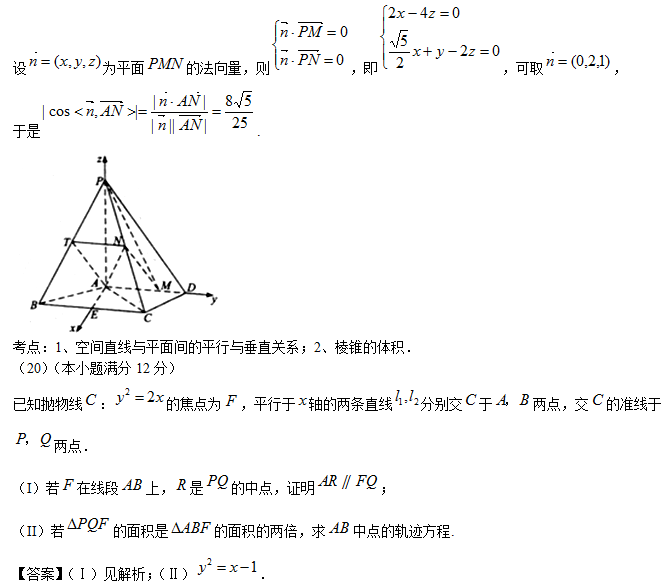 设 $\vec{n}=(x,y,z)$ 为平面 $PMN$ 的法向量，则 $\begin{cases}\vec{n}\cdot\overrightarrow{PM}=0\\ \vec{n}\cdot\overrightarrow{PN}=0\end{cases}$，即 $\begin{cases}2x-4z=0\\ \frac{\sqrt{5}}{2}x+y-2z=0\end{cases}$，可取 $\vec{n}=(0,2,1)$，
于是 $|\cos<\vec{n},\overrightarrow{AN}>|=\frac{|\vec{n}\cdot\overrightarrow{AN}|}{|\vec{n}||\overrightarrow{AN}|}=\frac{8\sqrt{5}}{25}$．
z
P
T
N
A
M
D
B
E
C
x
y
考点：1、空间直线与平面间的平行与垂直关系；2、棱锥的体积．
（20）（本小题满分 12 分）
已知抛物线 $C$：$y^2=2x$ 的焦点为 $F$，平行于 $x$ 轴的两条直线 $l_1,l_2$ 分别交 $C$ 于 $A，B$ 两点，交 $C$ 的准线于
$P，Q$ 两点．
（I）若 $F$ 在线段 $AB$ 上，$R$ 是 $PQ$ 的中点，证明 $AR\parallel FQ$；
（II）若 $\Delta PQF$ 的面积是 $\Delta ABF$ 的面积的两倍，求 $AB$ 中点的轨迹方程.
【答案】（Ⅰ）见解析；（Ⅱ）$y^2=x-1$．